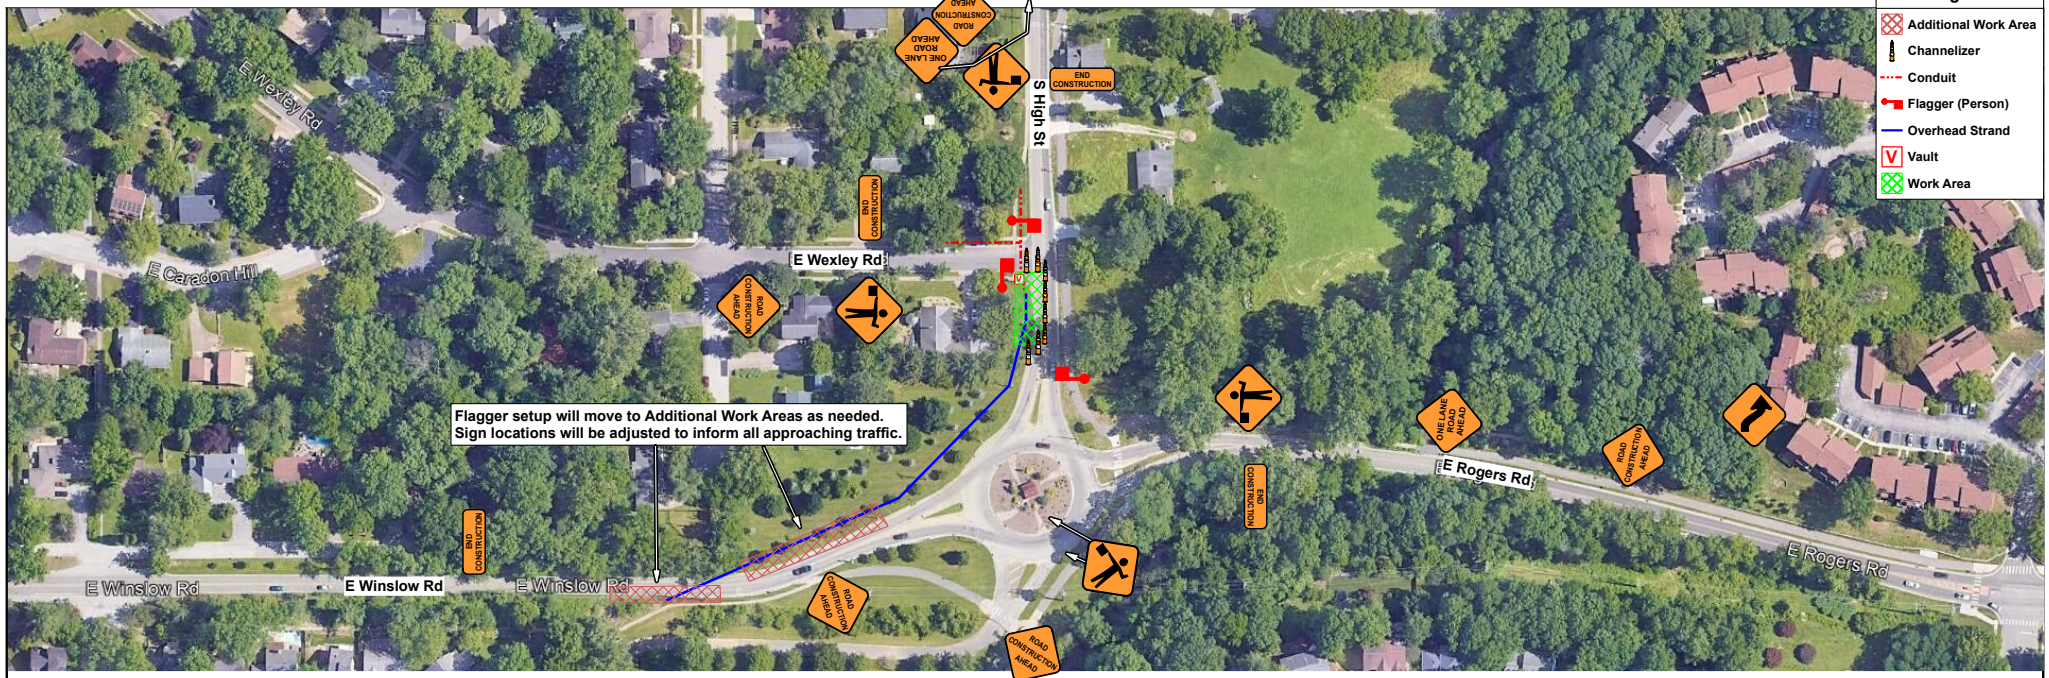 ROAD
CONSTRUCTION
AHEAD
ONE LANE
ROAD
AHEAD
END
CONSTRUCTION
S High St
Additional Work Area
Channelizer
Conduit
Flagger (Person)
Overhead Strand
V Vault
Work Area
E Wexley Rd
END
CONSTRUCTION
E Wexley Rd
E Caradon Hill
V
ROAD
CONSTRUCTION
AHEAD
Flagger setup will move to Additional Work Areas as needed.
Sign locations will be adjusted to inform all approaching traffic.
ONE LANE
ROAD
AHEAD
ROAD
CONSTRUCTION
AHEAD
E Rogers Rd
END
CONSTRUCTION
END
CONSTRUCTION
E Rogers Rd
E Winslow Rd
E Winslow Rd
E Winslow Rd
ROAD
CONSTRUCTION
AHEAD
ROAD
CONSTRUCTION
AHEAD